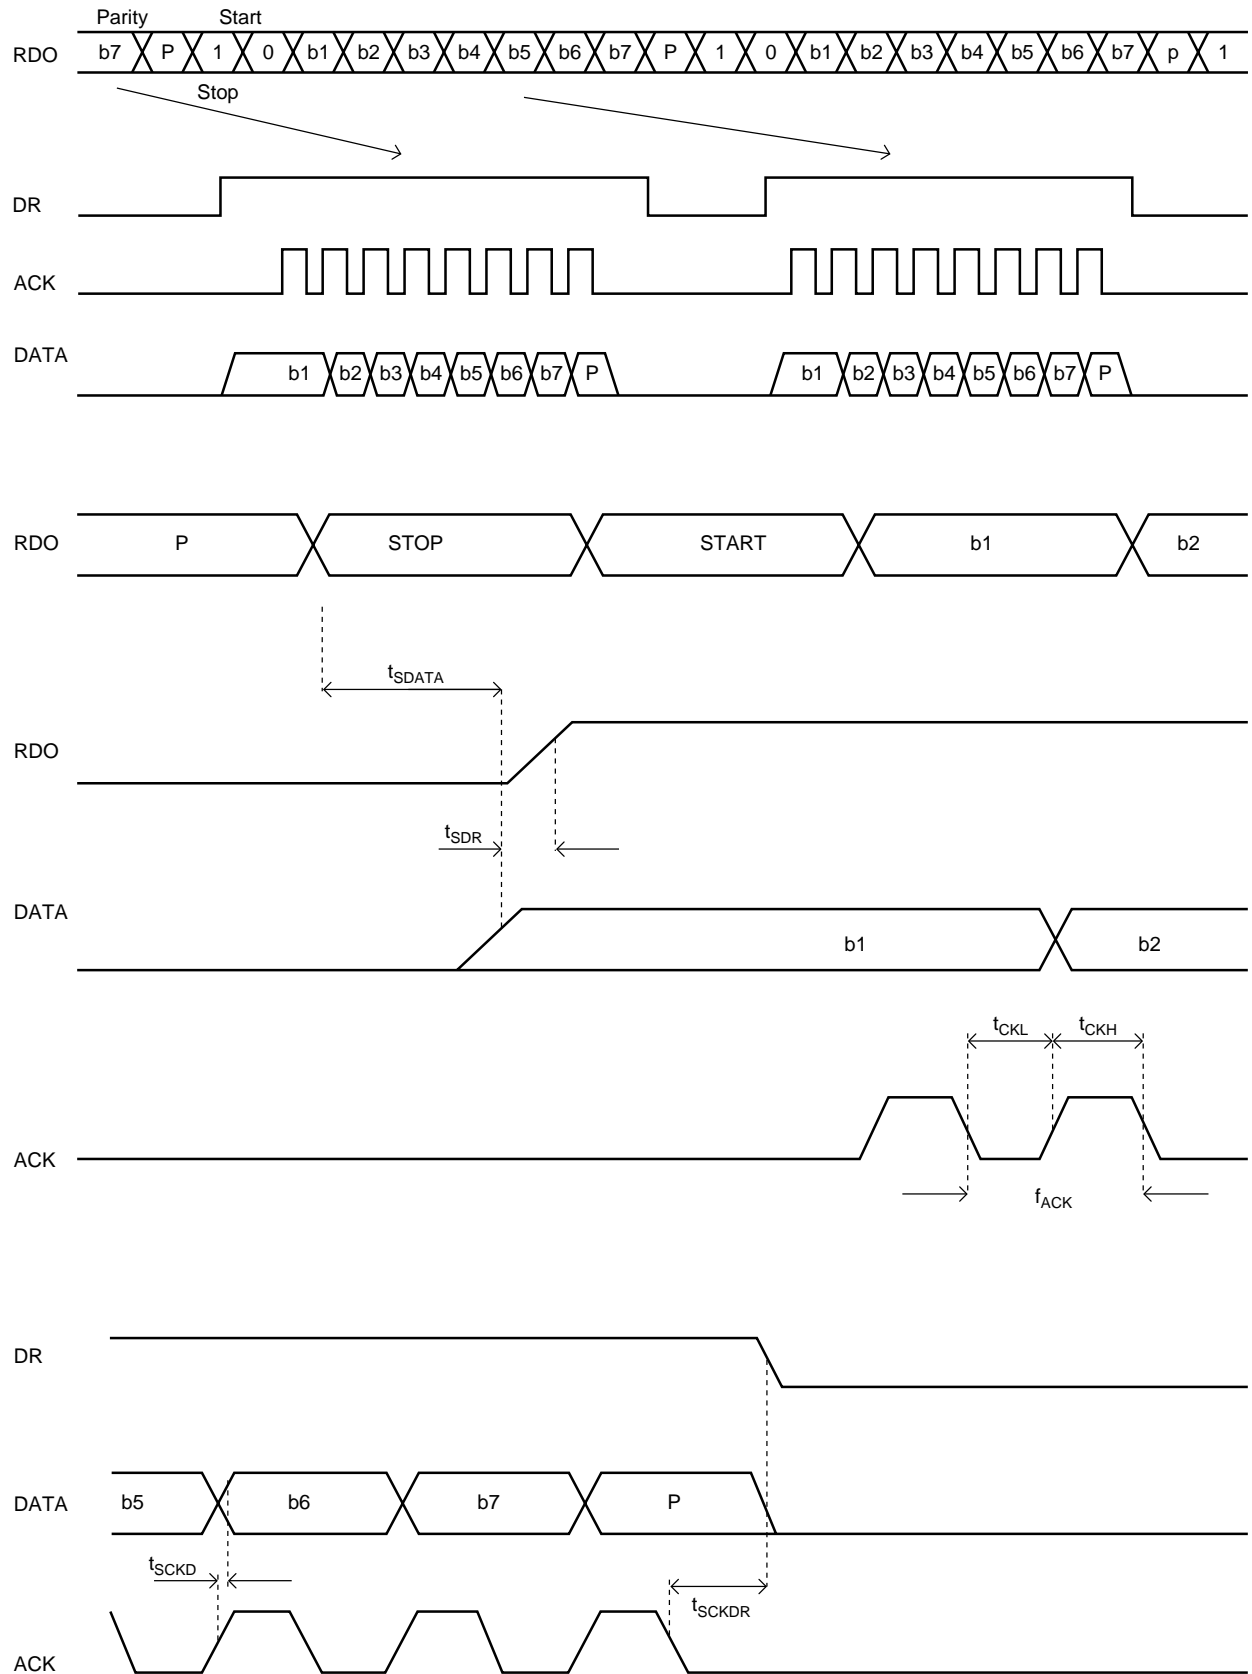 Parity Start
RDO b7 P 1 0 b1 b2 b3 b4 b5 b6 b7 P 1 0 b1 b2 b3 b4 b5 b6 b7 p 1
Stop
DR
ACK
DATA b1 b2 b3 b4 b5 b6 b7 P b1 b2 b3 b4 b5 b6 b7 P
RDO P STOP START b1 b2
tSDATA
RDO
tSDR
DATA b1 b2
tCKL tCKH
ACK
fACK
DR
DATA b5 b6 b7 P
tSCKD
tSCKDR
ACK